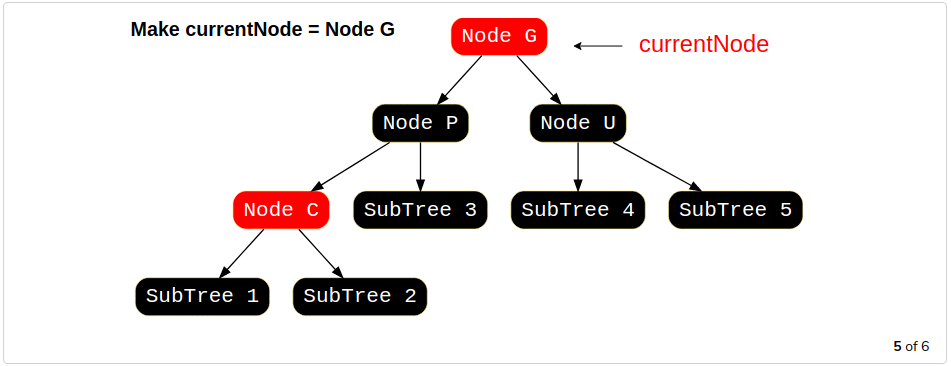 Make currentNode = Node G
Node G
currentNode
Node P
Node U
Node C
SubTree 3
SubTree 4
SubTree 5
SubTree 1
SubTree 2
5 of 6